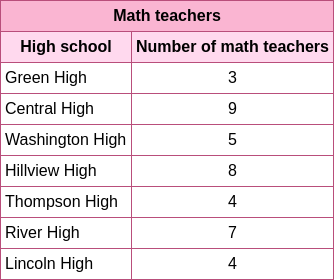 Math teachers
High school Number of math teachers
Green High 3
Central High 9
Washington High 5
Hillview High 8
Thompson High 4
River High 7
Lincoln High 4